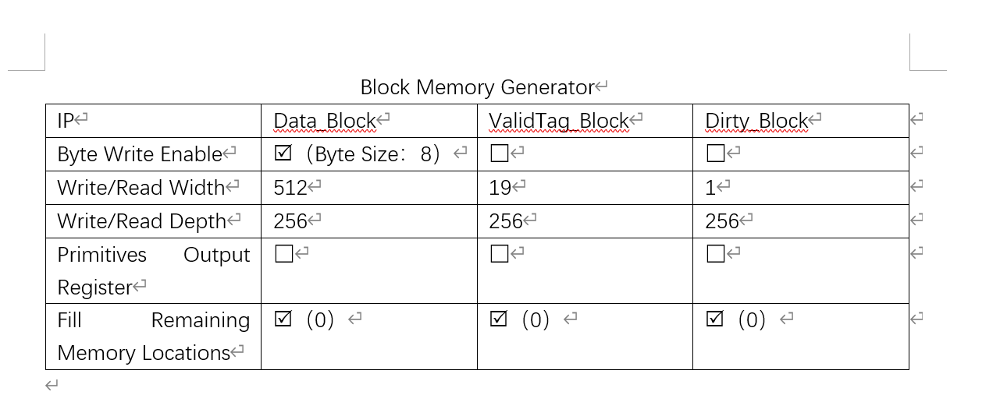 Block Memory Generator
IP Data_Block ValidTag_Block Dirty_Block
Byte Write Enable ☑（Byte Size：8） ☐ ☐
Write/Read Width 512 19 1
Write/Read Depth 256 256 256
Primitives Output ☐ ☐ ☐
Register
Fill Remaining ☑（0） ☑（0） ☑（0）
Memory Locations